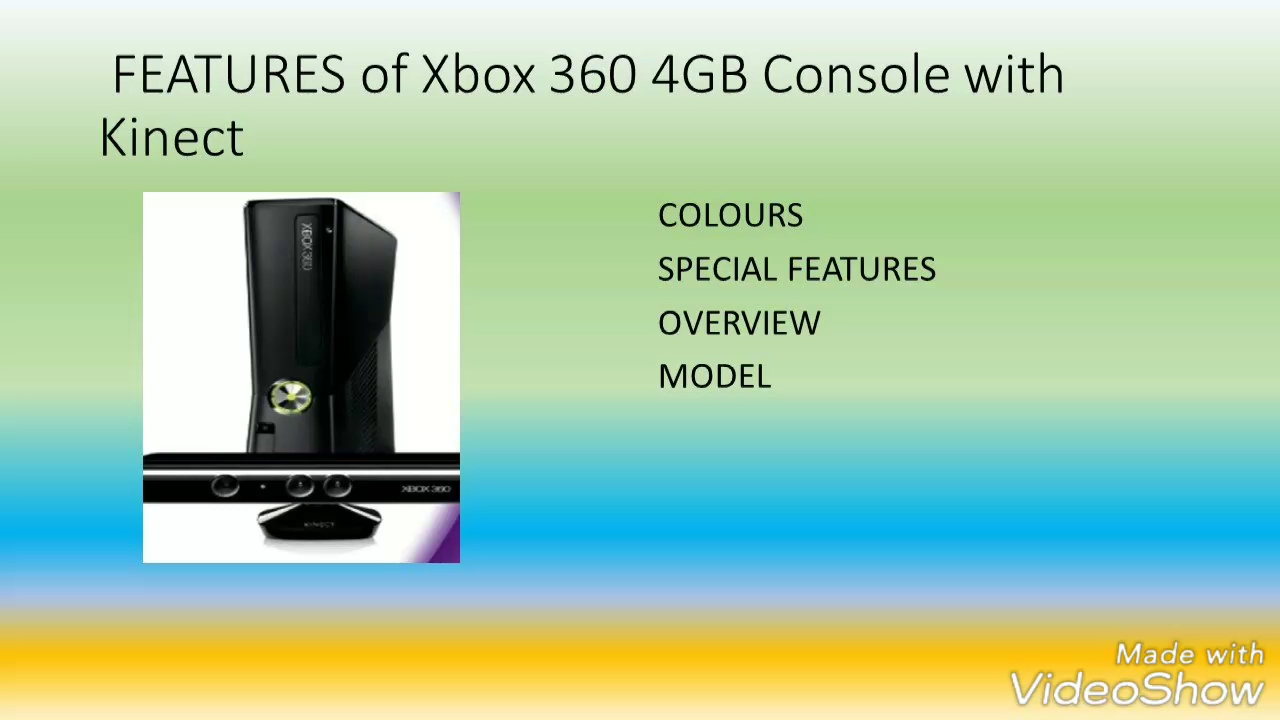 FEATURES of Xbox 360 4GB Console with
Kinect
COLOURS
SPECIAL FEATURES
OVERVIEW
MODEL
XBOX 360
XBOX 360
KINECT
Made with
VideoShow